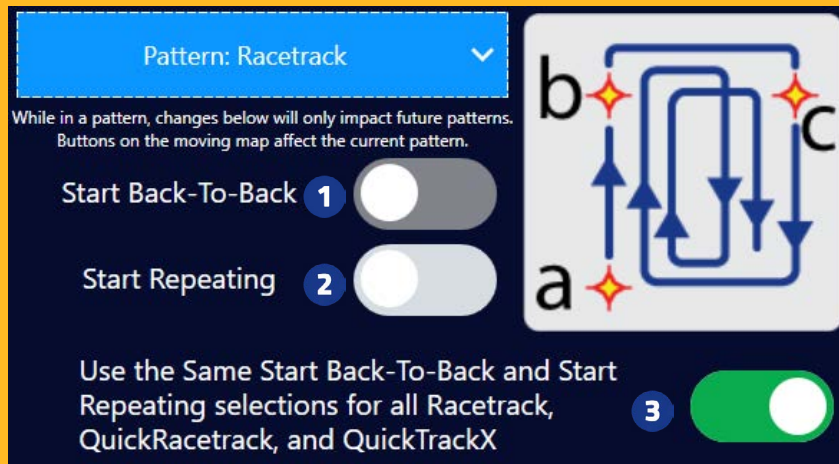 Pattern: Racetrack
While in a pattern, changes below will only impact future patterns.
Buttons on the moving map affect the current pattern.
Start Back-To-Back 1
Start Repeating 2
b
c
a
Use the Same Start Back-To-Back and Start
Repeating selections for all Racetrack, 3
QuickRacetrack, and QuickTrackX